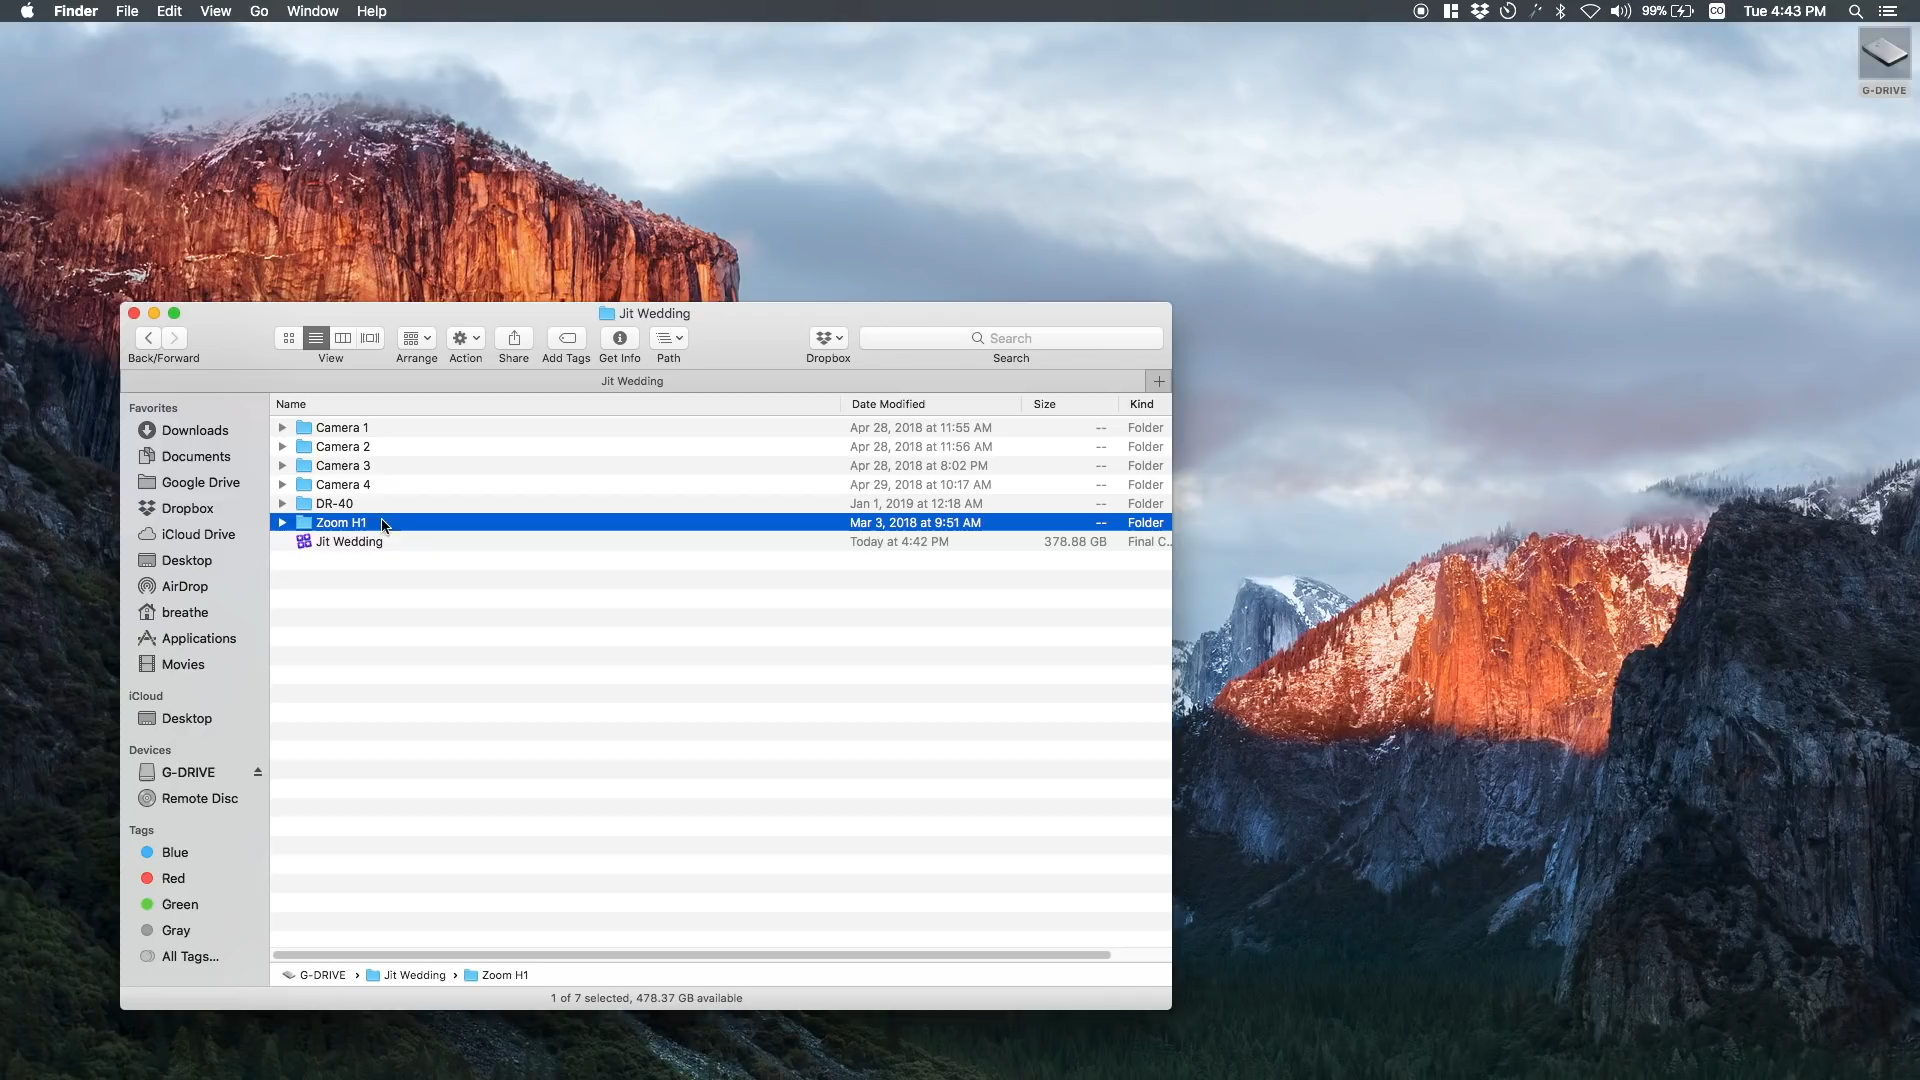 Finder File Edit View Go Window Help 99% CO Tue 4:43 PM
G-DRIVE
Jit Wedding
Search
Back/Forward View Arrange Action Share Add Tags Get Info Path Dropbox Search
Jit Wedding
Favorites
Downloads
Documents
Google Drive
Dropbox
iCloud Drive
Desktop
AirDrop
breathe
Applications
Movies
iCloud
Desktop
Devices
G-DRIVE
Remote Disc
Tags
Blue
Red
Green
Gray
All Tags...
Name Date Modified Size Kind
Camera 1 Apr 28, 2018 at 11:55 AM -- Folder
Camera 2 Apr 28, 2018 at 11:56 AM -- Folder
Camera 3 Apr 28, 2018 at 8:02 PM -- Folder
Camera 4 Apr 29, 2018 at 10:17 AM -- Folder
DR-40 Jan 1, 2019 at 12:18 AM -- Folder
Zoom H1 Mar 3, 2018 at 9:51 AM -- Folder
Jit Wedding Today at 4:42 PM 378.88 GB Final C...
G-DRIVE › Jit Wedding › Zoom H1
1 of 7 selected, 478.37 GB available